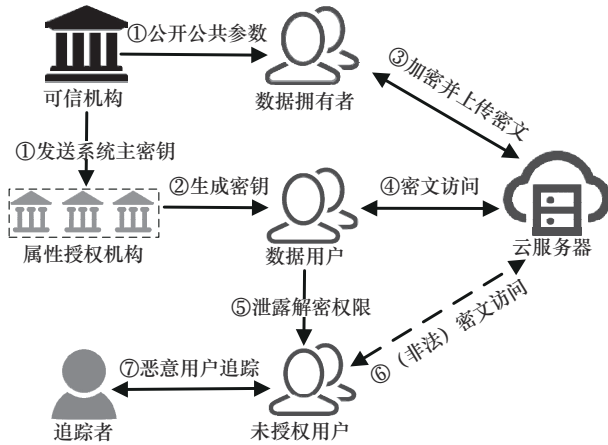 ①公开公共参数
可信机构
数据拥有者
③加密并上传密文
①发送系统主密钥
②生成密钥
④密文访问
属性授权机构
数据用户
云服务器
⑤泄露解密权限
⑥（非法）密文访问
⑦恶意用户追踪
追踪者
未授权用户